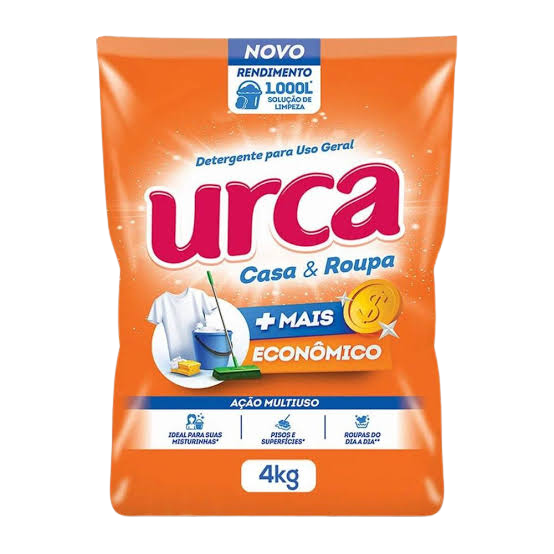 NOVO
RENDIMENTO
1.000L*
SOLUÇÃO DE
LIMPEZA
Detergente para Uso Geral
urca
Casa & Roupa
+ MAIS
ECONÔMICO
$
AÇÃO MULTIUSO
IDEAL PARA SUAS
MISTURINHAS*
PISOS E
SUPERFÍCIES*
ROUPAS DO
DIA A DIA**
4kg